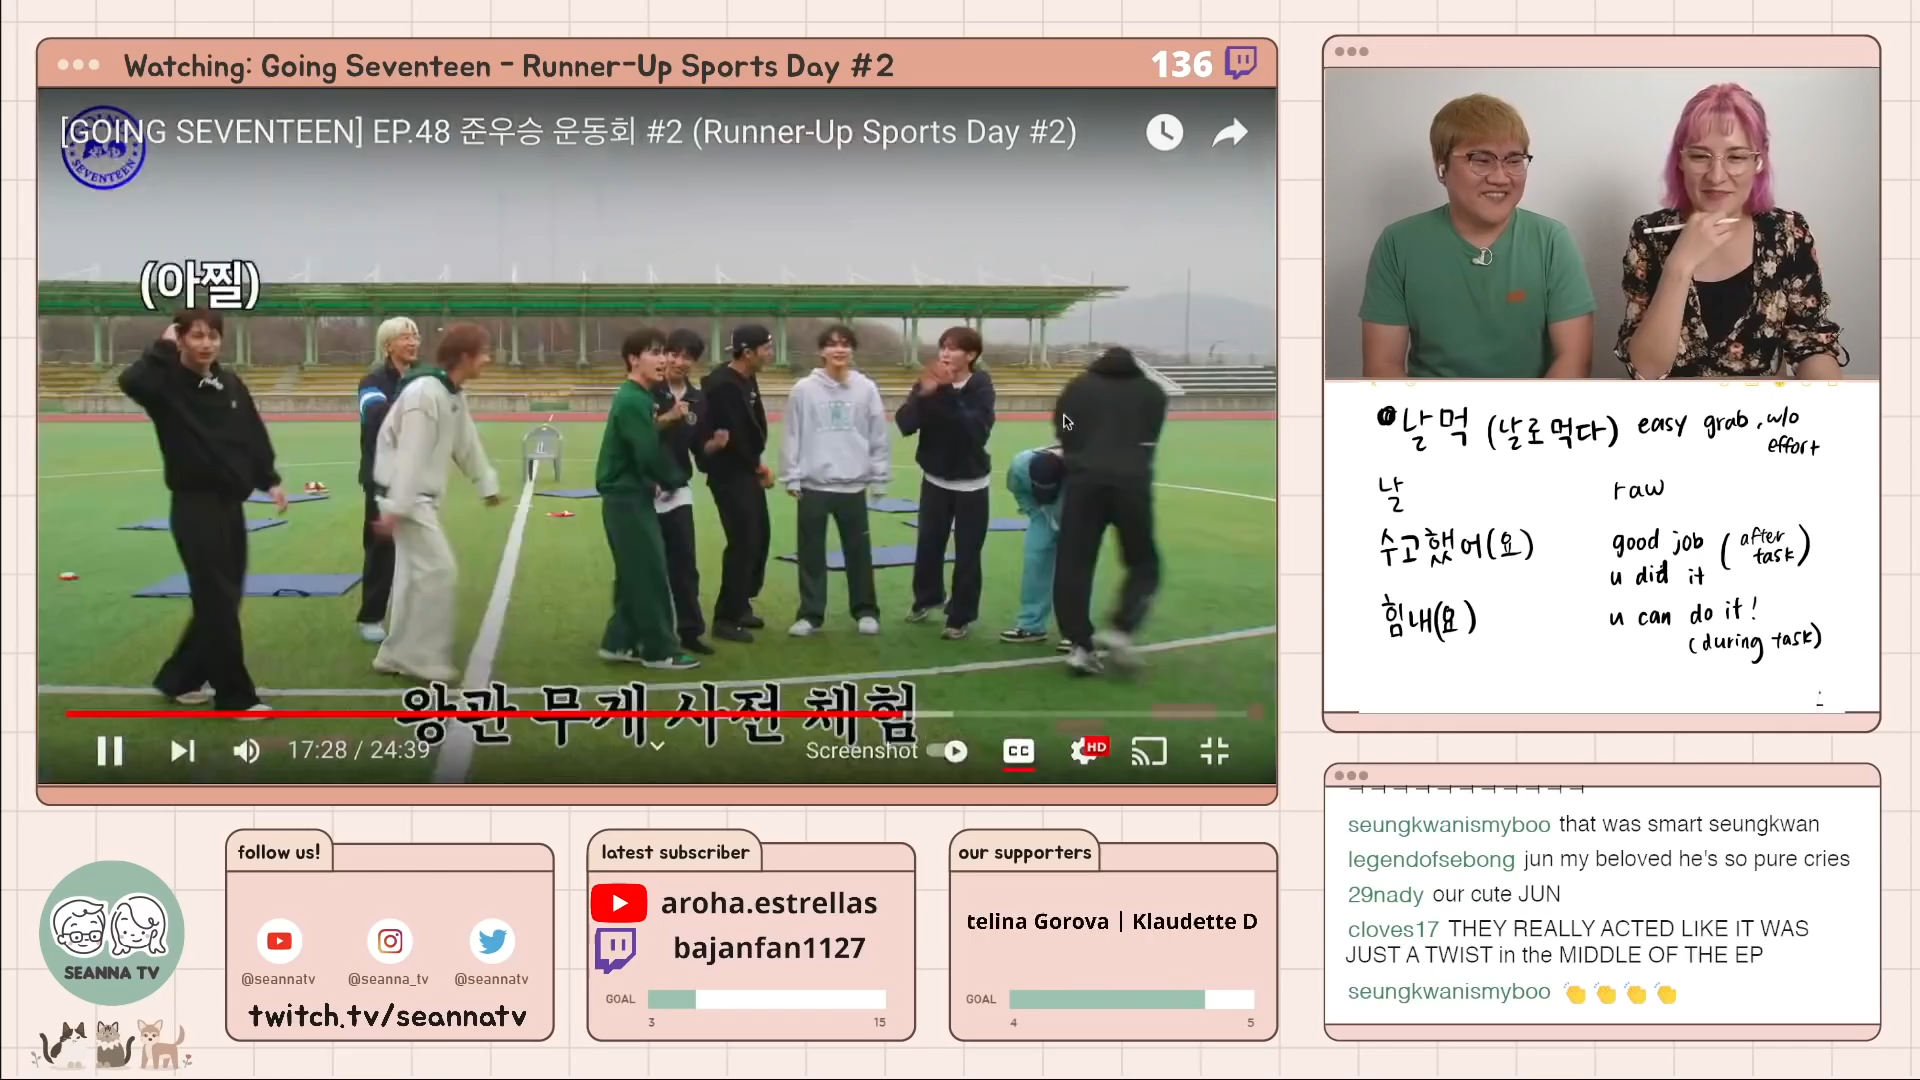 Watching: Going Seventeen - Runner-Up Sports Day #2
136
[GOING SEVENTEEN] EP.48 준우승 운동회 #2 (Runner-Up Sports Day #2)
SEVENTEEN
(아찔)
왕관 무게 사전 체험
17:28 / 24:39
Screenshot
CC
HD
날먹 (날로먹다) easy grab, w/o effort
날 raw
수고했어(요) good job (after task)
u did it
힘내(요) u can do it!
(during task)
seungkwanismyboo that was smart seungkwan
legendofsebong jun my beloved he's so pure cries
29nady our cute JUN
cloves17 THEY REALLY ACTED LIKE IT WAS
JUST A TWIST in the MIDDLE OF THE EP
seungkwanismyboo 👏 👏 👏 👏
SEANNA TV
follow us!
@seannatv
@seanna_tv
@seannatv
twitch.tv/seannatv
latest subscriber
aroha.estrellas
bajanfan1127
GOAL
3
15
our supporters
telina Gorova | Klaudette D
GOAL
4
5